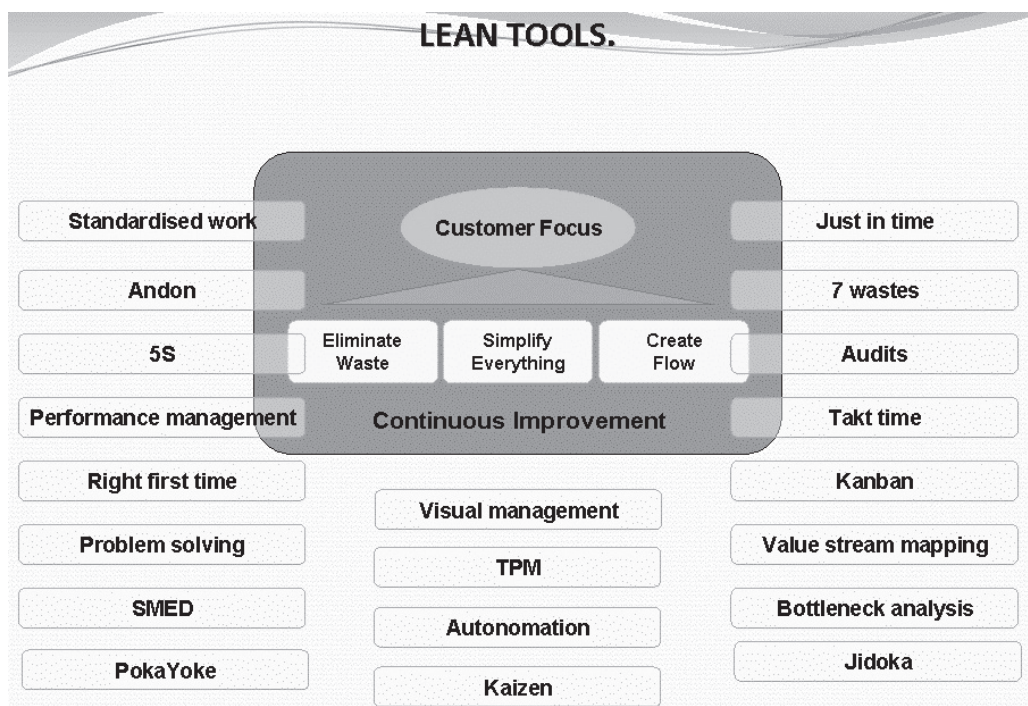 LEAN TOOLS.
Customer Focus
Eliminate
Waste
Simplify
Everything
Create
Flow
Continuous Improvement
Standardised work
Andon
5S
Performance management
Right first time
Problem solving
SMED
PokaYoke
Visual management
TPM
Autonomation
Kaizen
Just in time
7 wastes
Audits
Takt time
Kanban
Value stream mapping
Bottleneck analysis
Jidoka